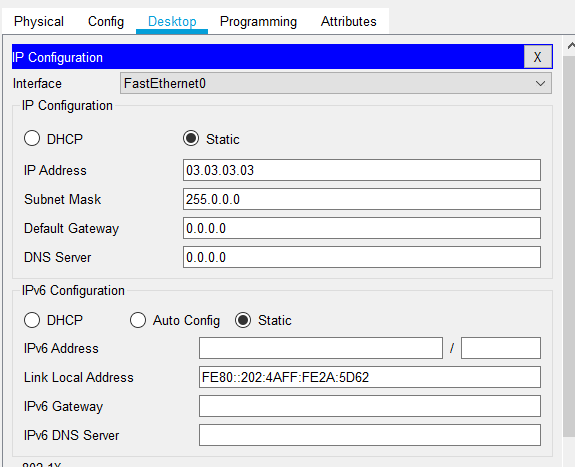 Physical Config Desktop Programming Attributes
IP Configuration X
Interface FastEthernet0
IP Configuration
DHCP Static
IP Address 03.03.03.03
Subnet Mask 255.0.0.0
Default Gateway 0.0.0.0
DNS Server 0.0.0.0
IPv6 Configuration
DHCP Auto Config Static
IPv6 Address /
Link Local Address FE80::202:4AFF:FE2A:5D62
IPv6 Gateway
IPv6 DNS Server
802.1X